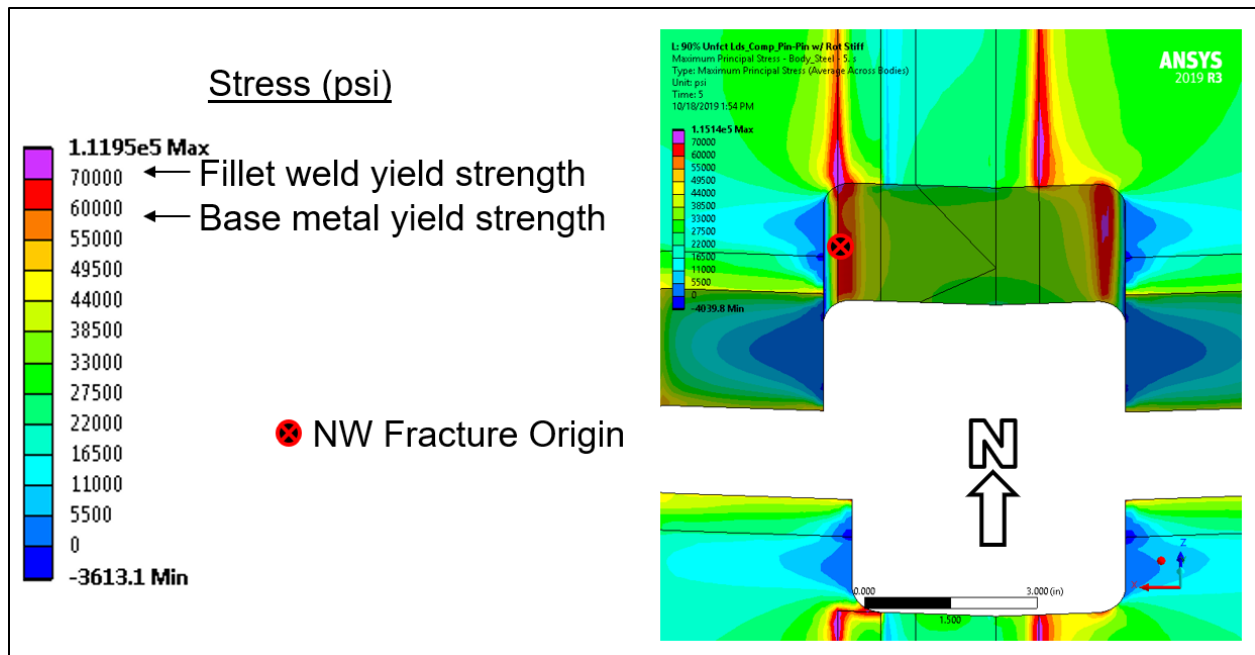 Stress (psi)
1.1195e5 Max
70000
60000
55000
49500
44000
38500
33000
27500
22000
16500
11000
5500
0
-3613.1 Min
Fillet weld yield strength
Base metal yield strength
NW Fracture Origin
L: 90% Unfct Lds_Comp_Pin-Pin w/ Rot Stiff
Maximum Principal Stress - Body_Steel - 5. s
Type: Maximum Principal Stress (Average Across Bodies)
Unit: psi
Time: 5
10/18/2019 1:54 PM
ANSYS
2019 R3
1.1514e5 Max
70000
60000
55000
49500
44000
38500
33000
27500
22000
16500
11000
5500
0
-4039.8 Min
N
Z
0.000
3.000 (in)
1.500